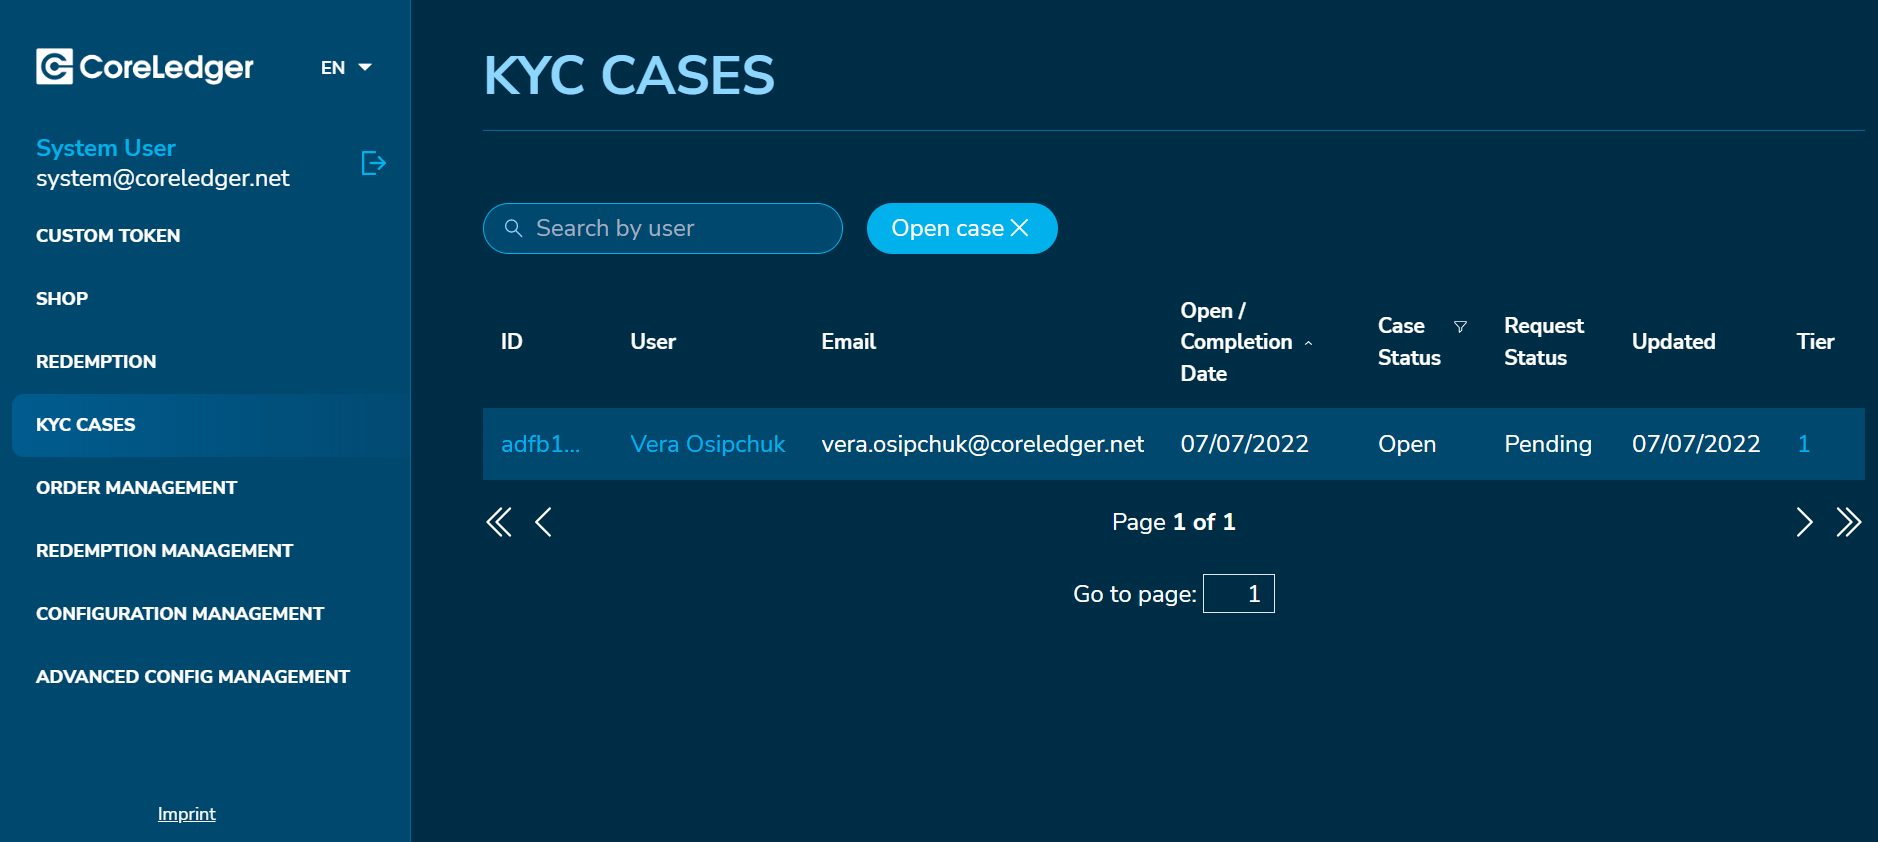 CoreLedger
EN
System User
system@coreledger.net
CUSTOM TOKEN
SHOP
REDEMPTION
KYC CASES
ORDER MANAGEMENT
REDEMPTION MANAGEMENT
CONFIGURATION MANAGEMENT
ADVANCED CONFIG MANAGEMENT
Imprint
KYC CASES
Search by user
Open case
ID
User
Email
Open /
Completion
Date
Case
Status
Request
Status
Updated
Tier
adfb1...
Vera Osipchuk
vera.osipchuk@coreledger.net
07/07/2022
Open
Pending
07/07/2022
1
Page 1 of 1
Go to page: 1